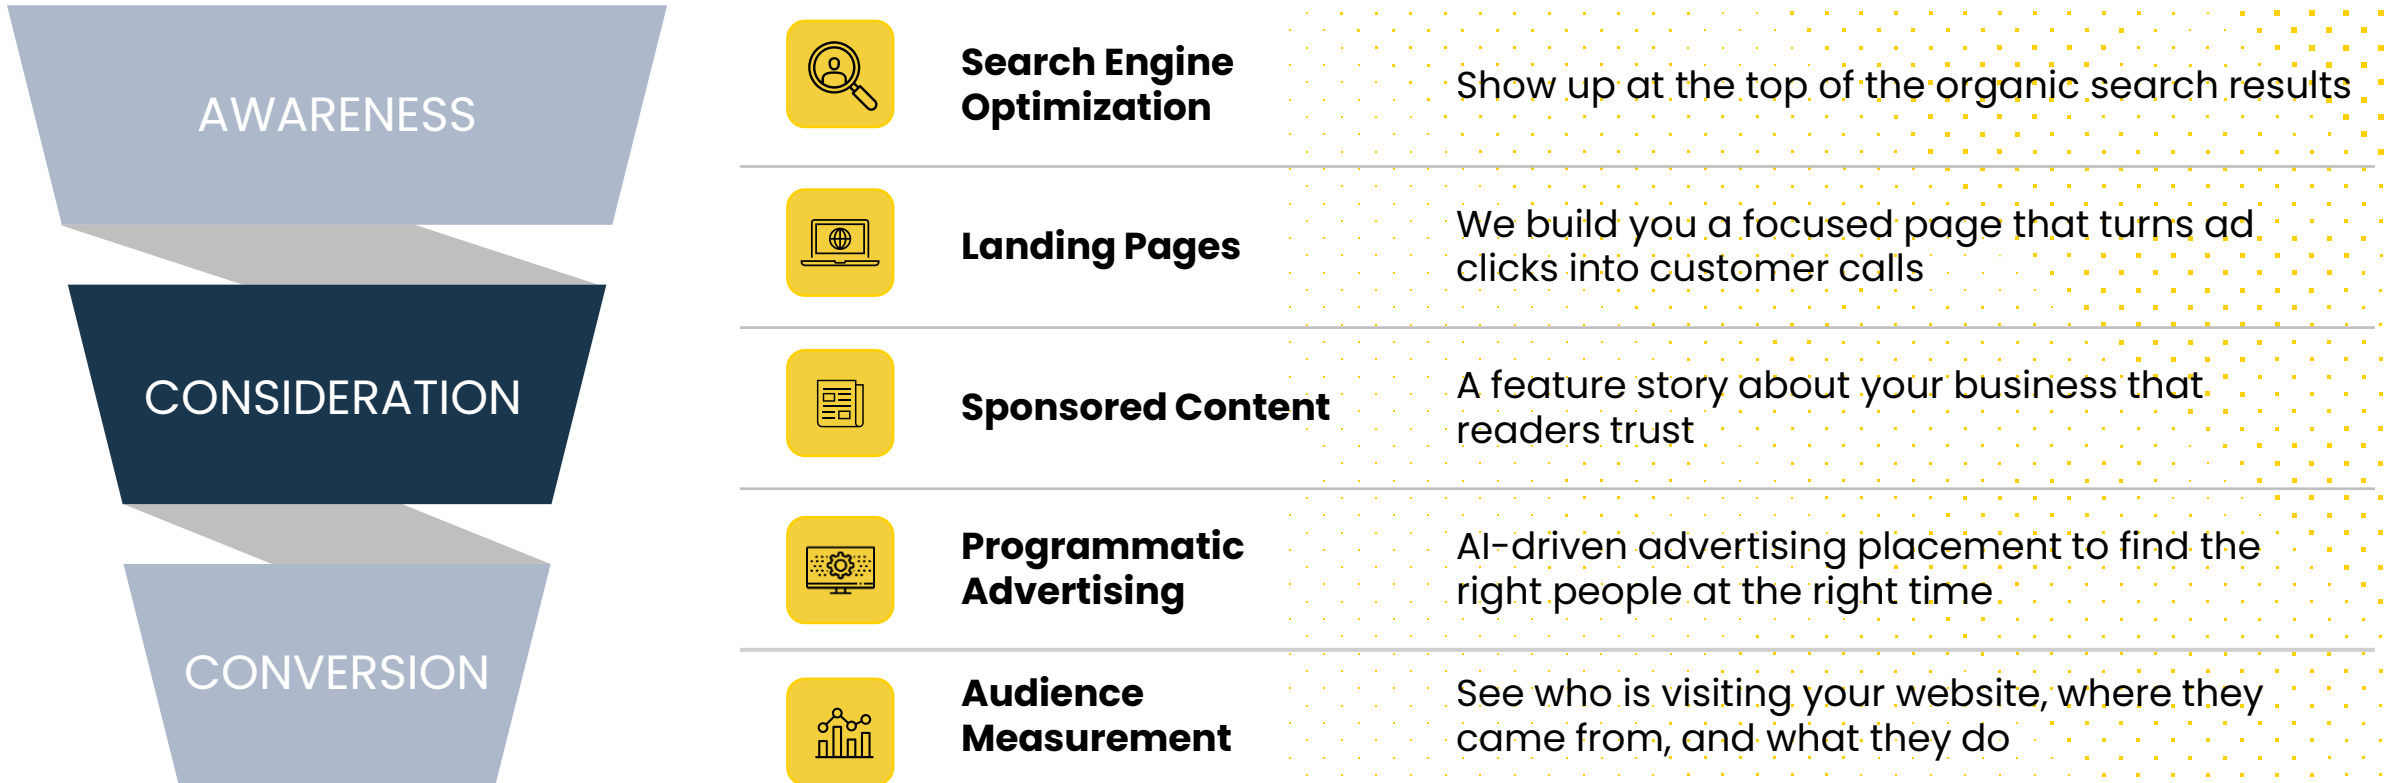 AWARENESS
CONSIDERATION
CONVERSION
Search Engine
Optimization
Show up at the top of the organic search results
Landing Pages
We build you a focused page that turns ad
clicks into customer calls
Sponsored Content
A feature story about your business that
readers trust
Programmatic
Advertising
AI-driven advertising placement to find the
right people at the right time
Audience
Measurement
See who is visiting your website, where they
came from, and what they do